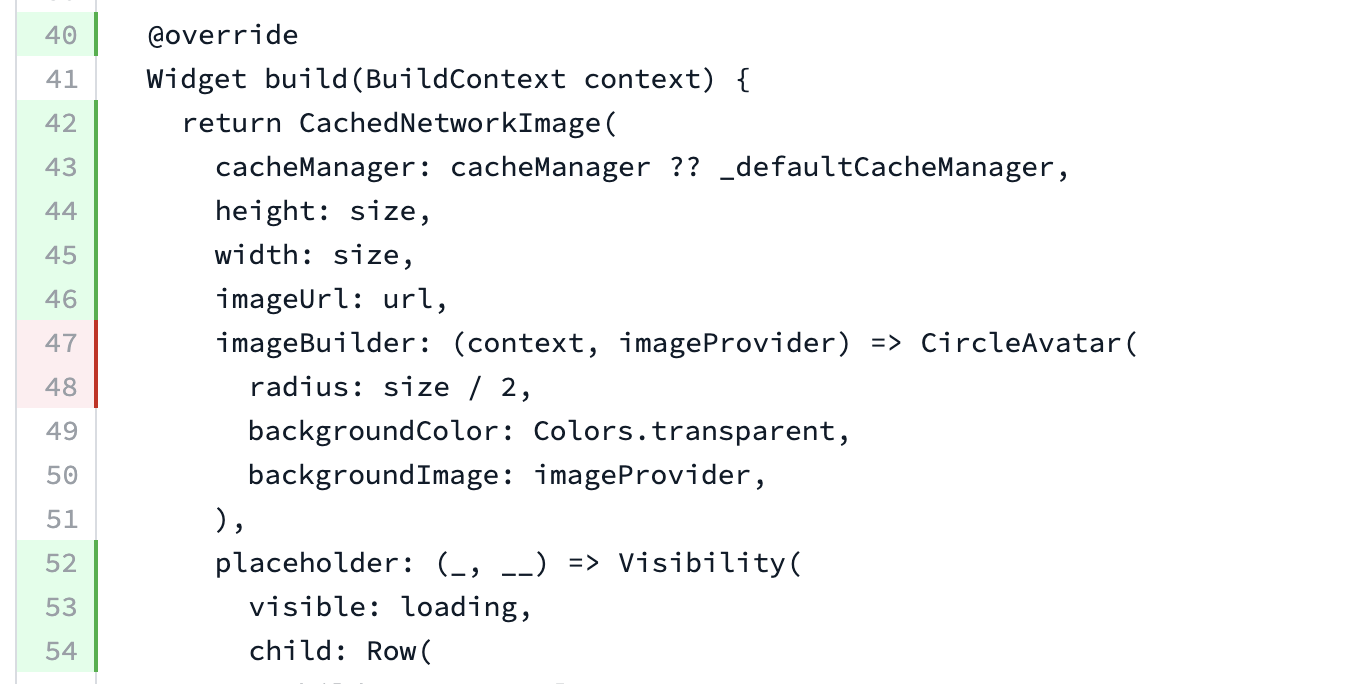 40 @override
41 Widget build(BuildContext context) {
42 return CachedNetworkImage(
43 cacheManager: cacheManager ?? _defaultCacheManager,
44 height: size,
45 width: size,
46 imageUrl: url,
47 imageBuilder: (context, imageProvider) => CircleAvatar(
48 radius: size / 2,
49 backgroundColor: Colors.transparent,
50 backgroundImage: imageProvider,
51 ),
52 placeholder: (_, __) => Visibility(
53 visible: loading,
54 child: Row(